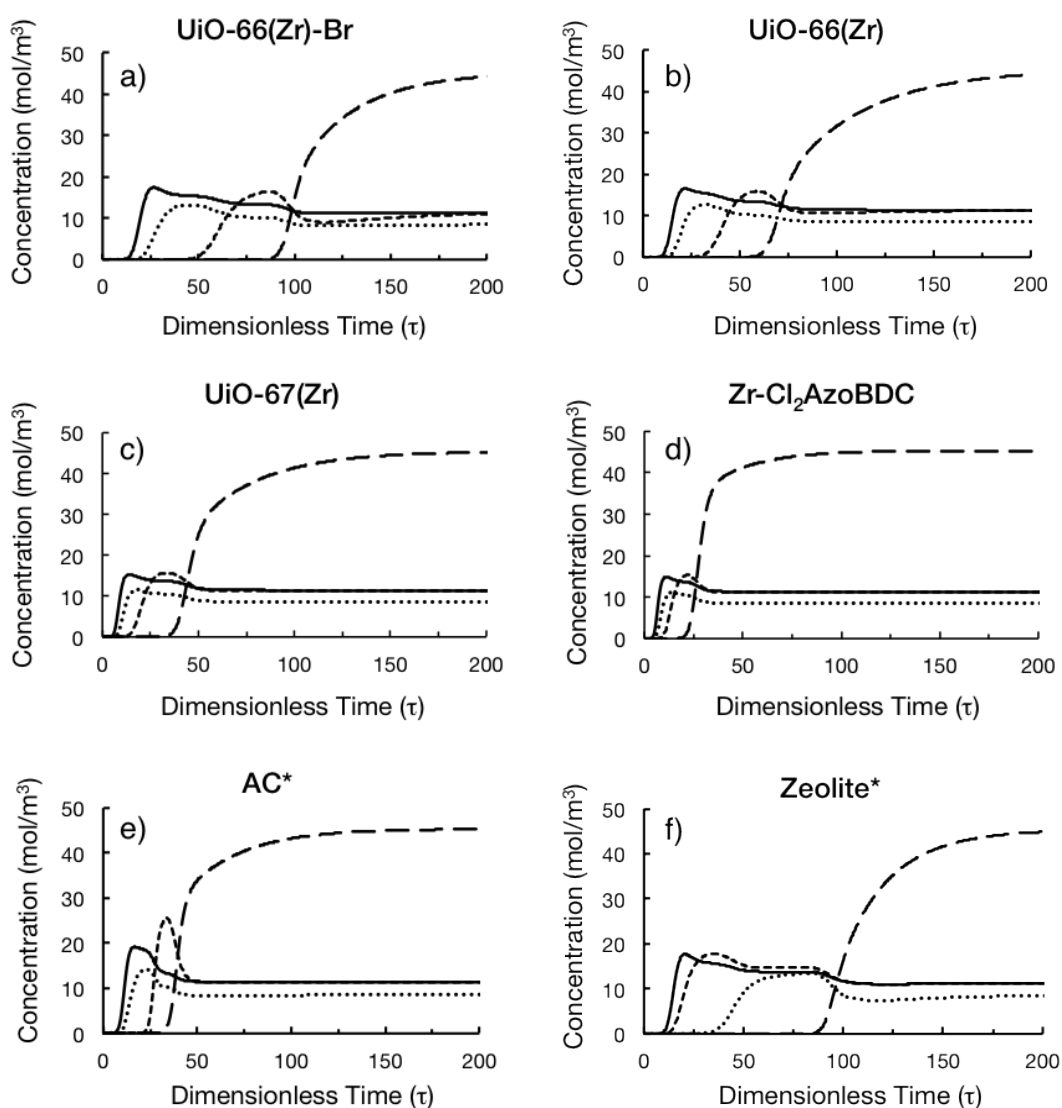 UiO-66(Zr)-Br
a)
Concentration (mol/m³)
50
40
30
20
10
0
0 50 100 150 200
Dimensionless Time (τ)
UiO-66(Zr)
b)
Concentration (mol/m³)
50
40
30
20
10
0
0 50 100 150 200
Dimensionless Time (τ)
UiO-67(Zr)
c)
Concentration (mol/m³)
50
40
30
20
10
0
0 50 100 150 200
Dimensionless Time (τ)
Zr-Cl₂AzoBDC
d)
Concentration (mol/m³)
50
40
30
20
10
0
0 50 100 150 200
Dimensionless Time (τ)
AC*
e)
Concentration (mol/m³)
50
40
30
20
10
0
0 50 100 150 200
Dimensionless Time (τ)
Zeolite*
f)
Concentration (mol/m³)
50
40
30
20
10
0
0 50 100 150 200
Dimensionless Time (τ)